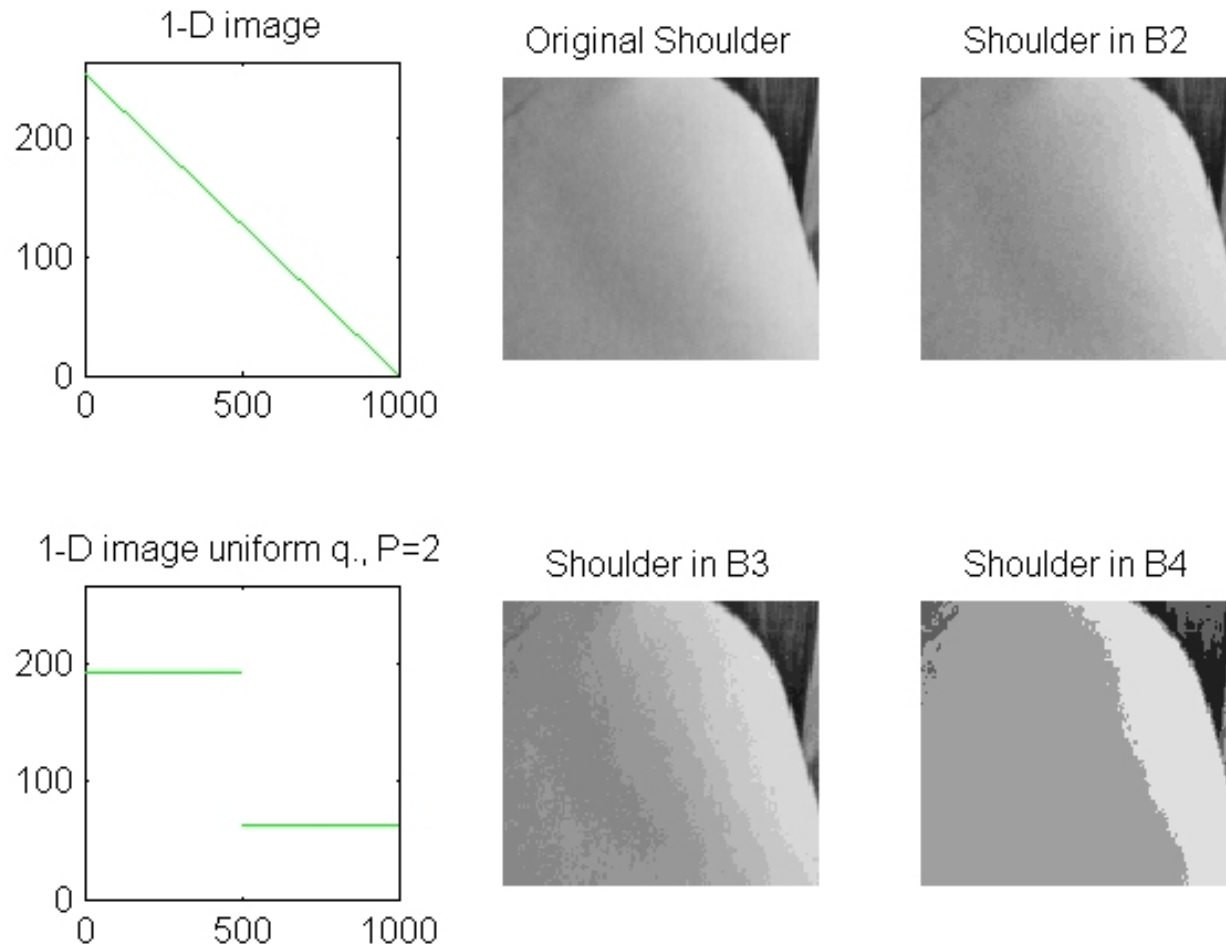 1-D image
Original Shoulder
Shoulder in B2
200
100
0
0 500 1000
1-D image uniform q., P=2
Shoulder in B3
Shoulder in B4
200
100
0
0 500 1000